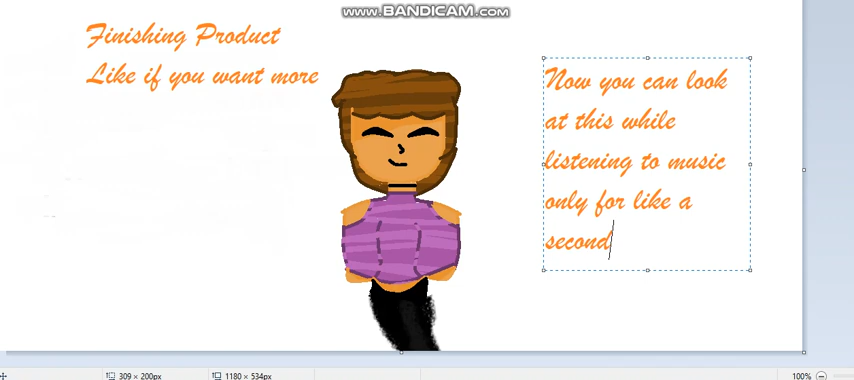 www.BANDICAM.com
Finishing Product
Like if you want more
Now you can look
at this while
listening to music
only for like a
second
309 × 200px
1180 × 534px
100%